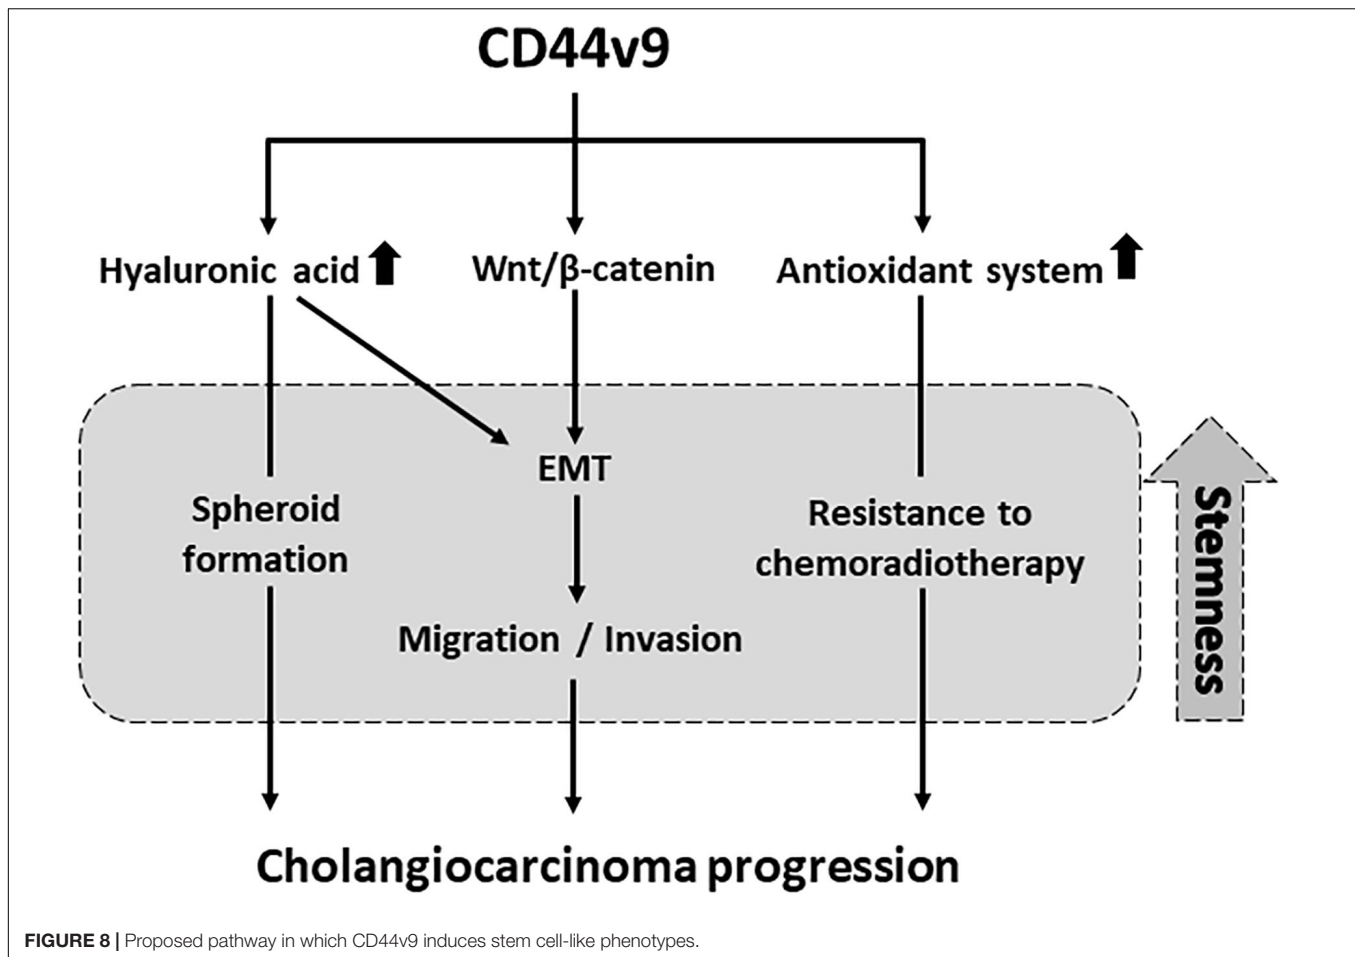 CD44v9
Hyaluronic acid
Wnt/β-catenin
Antioxidant system
EMT
Spheroid
formation
Resistance to
chemoradiotherapy
Migration / Invasion
Stemness
Cholangiocarcinoma progression
FIGURE 8 | Proposed pathway in which CD44v9 induces stem cell-like phenotypes.